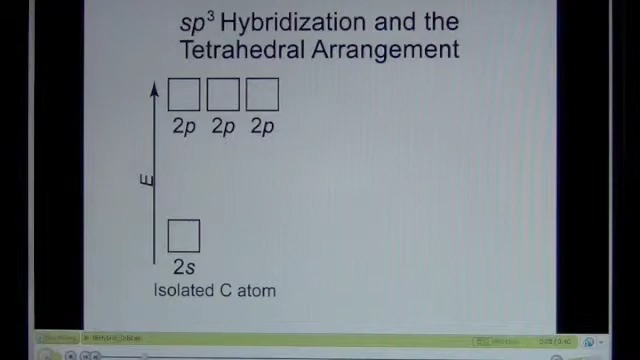 sp³ Hybridization and the
Tetrahedral Arrangement
2p 2p 2p
E
2s
Isolated C atom